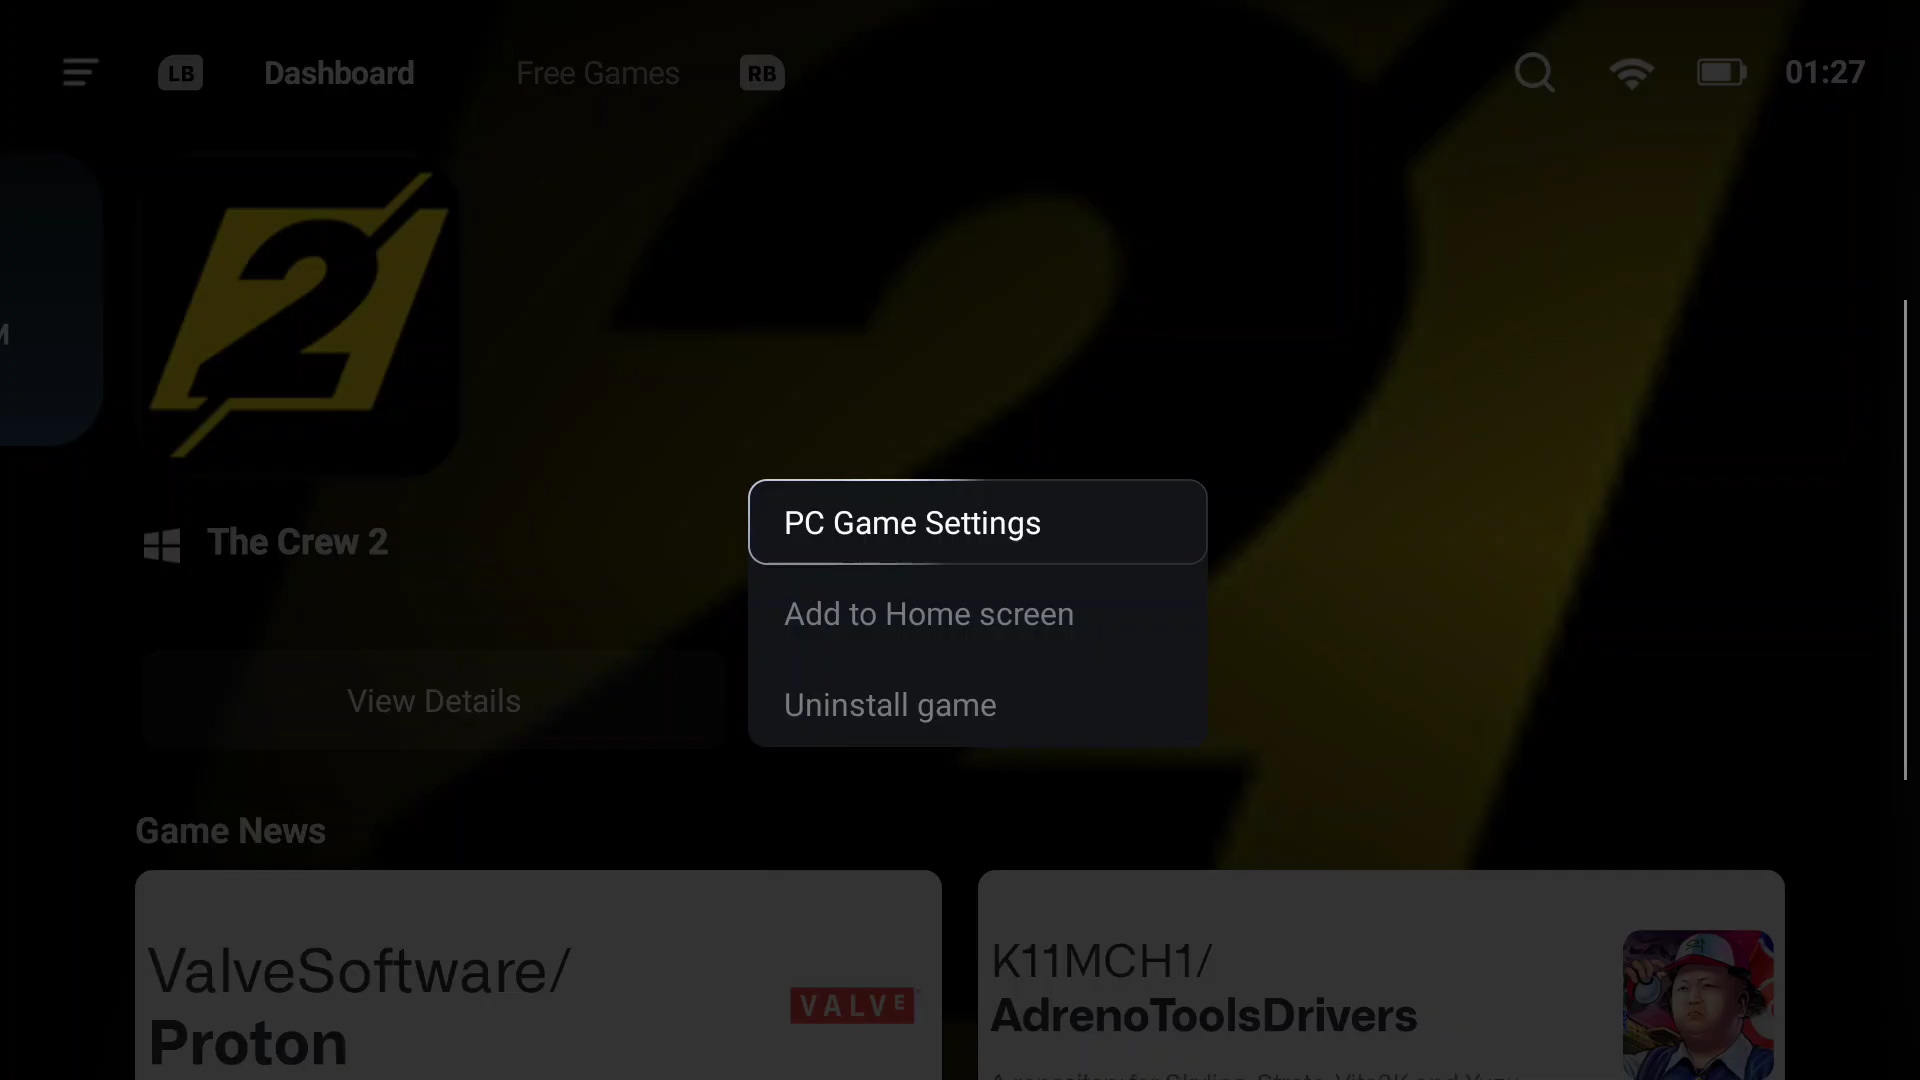 LB
Dashboard
Free Games
RB
01:27
M
2
The Crew 2
PC Game Settings
Add to Home screen
Uninstall game
View Details
Game News
ValveSoftware/
Proton
VALVE
K11MCH1/
AdrenoToolsDrivers